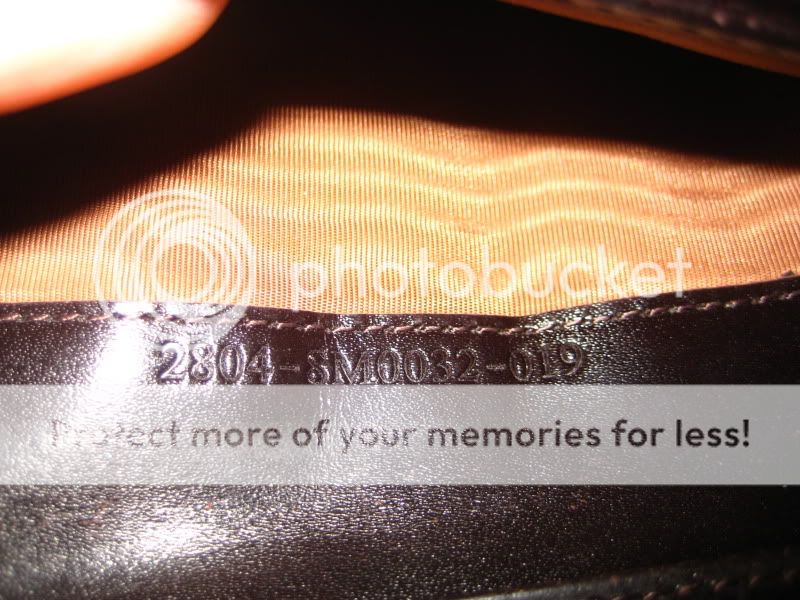 photobucket
2804-8M0032-019
Protect more of your memories for less!